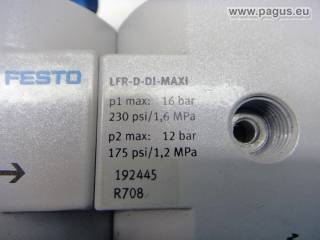 © www.pagus.eu
FESTO
LFR-D-DI-MAXI
p1 max: 16 bar
230 psi/1,6 MPa
p2 max: 12 bar
175 psi/1,2 MPa
192445
R708